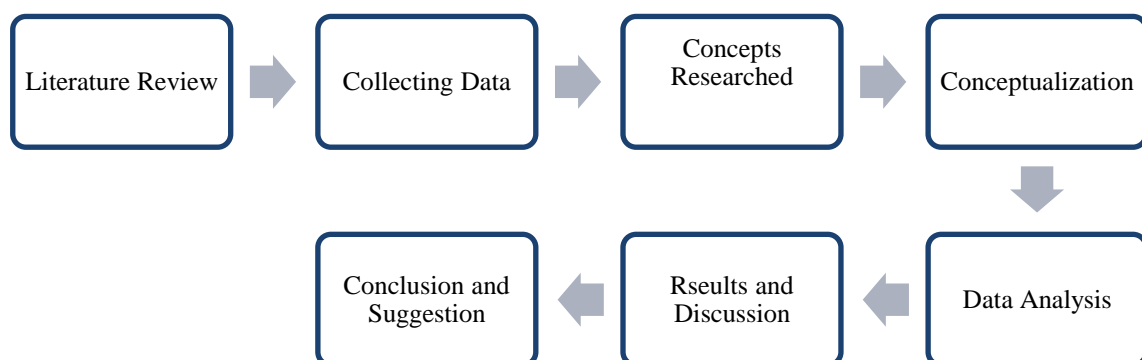 Literature Review
Collecting Data
Concepts
Researched
Conceptualization
Data Analysis
Rseults and
Discussion
Conclusion and
Suggestion